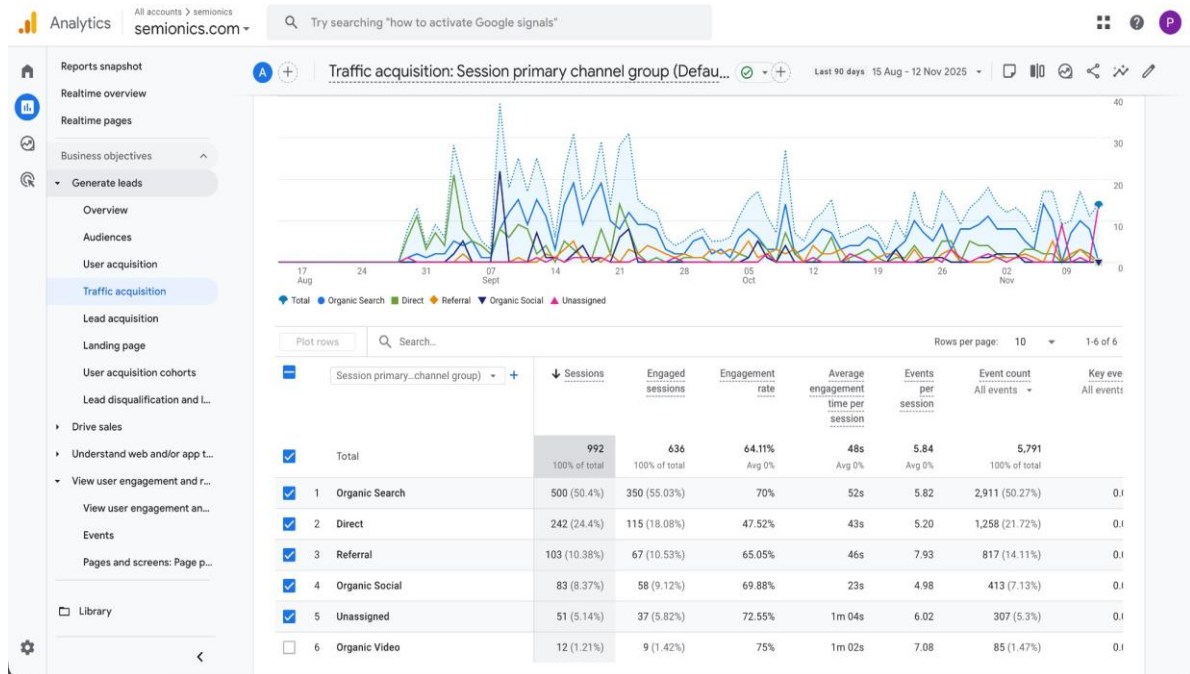 All accounts > semionics
Analytics
semionics.com
Try searching "how to activate Google signals"
P
Reports snapshot
Realtime overview
Realtime pages
Business objectives
Generate leads
Overview
Audiences
User acquisition
Traffic acquisition
Lead acquisition
Landing page
User acquisition cohorts
Lead disqualification and l...
Drive sales
Understand web and/or app t...
View user engagement and r...
View user engagement an...
Events
Pages and screens: Page p...
Library
A
Traffic acquisition: Session primary channel group (Defau...
Last 90 days 15 Aug - 12 Nov 2025
40
30
20
10
0
17 24 31 07 14 21 28 05 12 19 26 02 09
Aug Sept Oct Nov
Total Organic Search Direct Referral Organic Social Unassigned
Plot rows Search... Rows per page: 10 1-6 of 6
Session primary...channel group)
Sessions
Engaged sessions
Engagement rate
Average engagement time per session
Events per session
Event count
All events
Key eve
All events
Total 992 636 64.11% 48s 5.84 5,791
100% of total 100% of total Avg 0% Avg 0% Avg 0% 100% of total
1 Organic Search 500 (50.4%) 350 (55.03%) 70% 52s 5.82 2,911 (50.27%) 0.
2 Direct 242 (24.4%) 115 (18.08%) 47.52% 43s 5.20 1,258 (21.72%) 0.
3 Referral 103 (10.38%) 67 (10.53%) 65.05% 46s 7.93 817 (14.11%) 0.
4 Organic Social 83 (8.37%) 58 (9.12%) 69.88% 23s 4.98 413 (7.13%) 0.
5 Unassigned 51 (5.14%) 37 (5.82%) 72.55% 1m 04s 6.02 307 (5.3%) 0.
6 Organic Video 12 (1.21%) 9 (1.42%) 75% 1m 02s 7.08 85 (1.47%) 0.